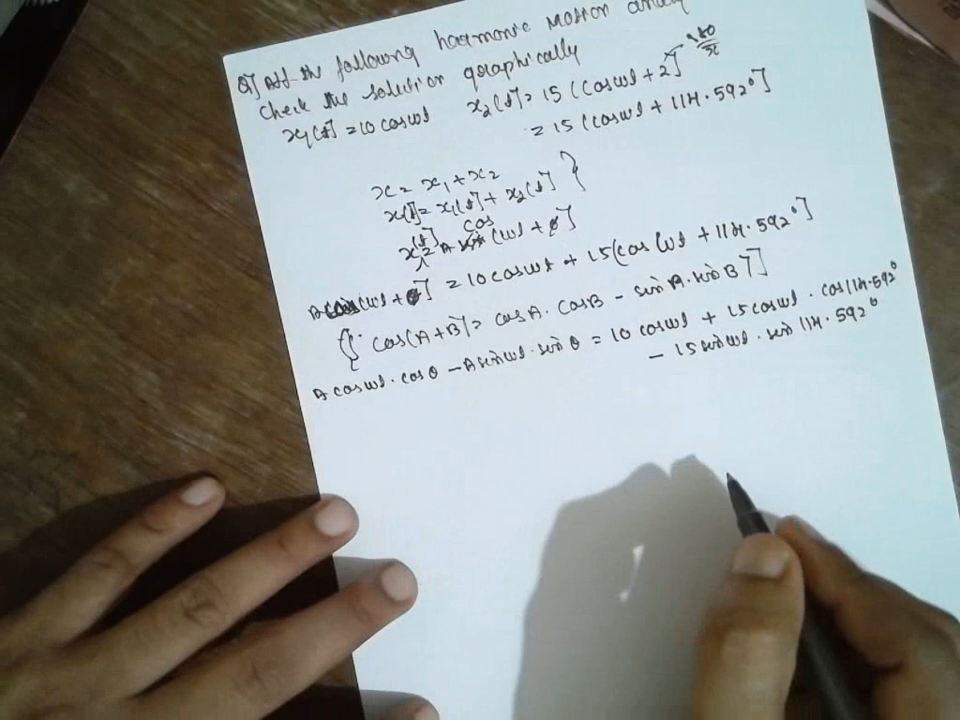 Q] Add the following harmonic motion and
check the solution graphically
x₁(t) = 10 cosωt x₂(t) = 15 (cosωt + 2] × 180/π
= 15 (cosωt + 114.592°]
x = x₁ + x₂
x(t) = x₁(t) + x₂(t) }
x(t) = A cos (ωt + θ]
A cos(ωt + θ] = 10 cosωt + 15(cos(ωt + 114.592°)]
{∵ cos(A+B) = cosA. cosB - sinA. sinB }]
A cosωt. cosθ - A sinωt. sinθ = 10 cosωt + 15 cosωt. cos114.592°
- 15 sinωt. sin 114.592°